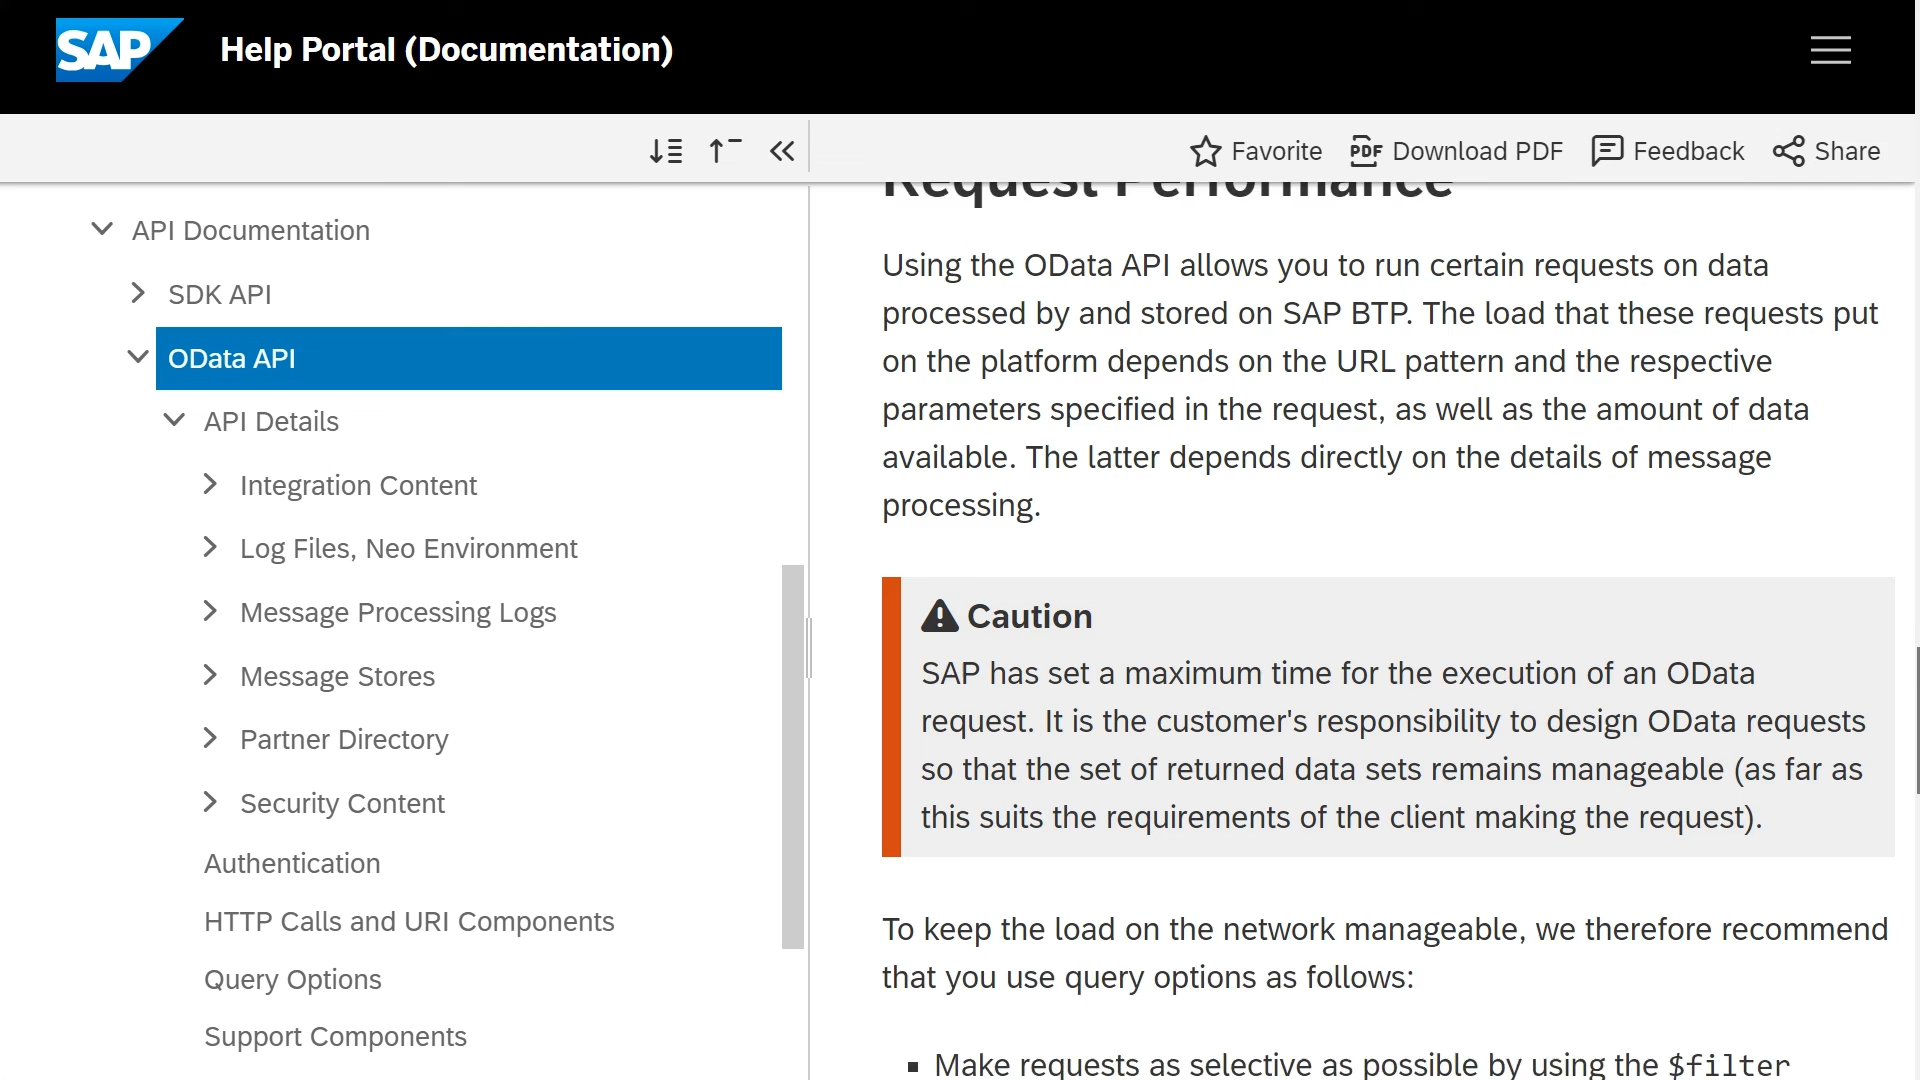 SAP
Help Portal (Documentation)
Favorite
PDF Download PDF
Feedback
Share
API Documentation
SDK API
OData API
API Details
Integration Content
Log Files, Neo Environment
Message Processing Logs
Message Stores
Partner Directory
Security Content
Authentication
HTTP Calls and URI Components
Query Options
Support Components
Request Performance
Using the OData API allows you to run certain requests on data
processed by and stored on SAP BTP. The load that these requests put
on the platform depends on the URL pattern and the respective
parameters specified in the request, as well as the amount of data
available. The latter depends directly on the details of message
processing.
Caution
SAP has set a maximum time for the execution of an OData
request. It is the customer's responsibility to design OData requests
so that the set of returned data sets remains manageable (as far as
this suits the requirements of the client making the request).
To keep the load on the network manageable, we therefore recommend
that you use query options as follows:
▪ Make requests as selective as possible by using the $filter